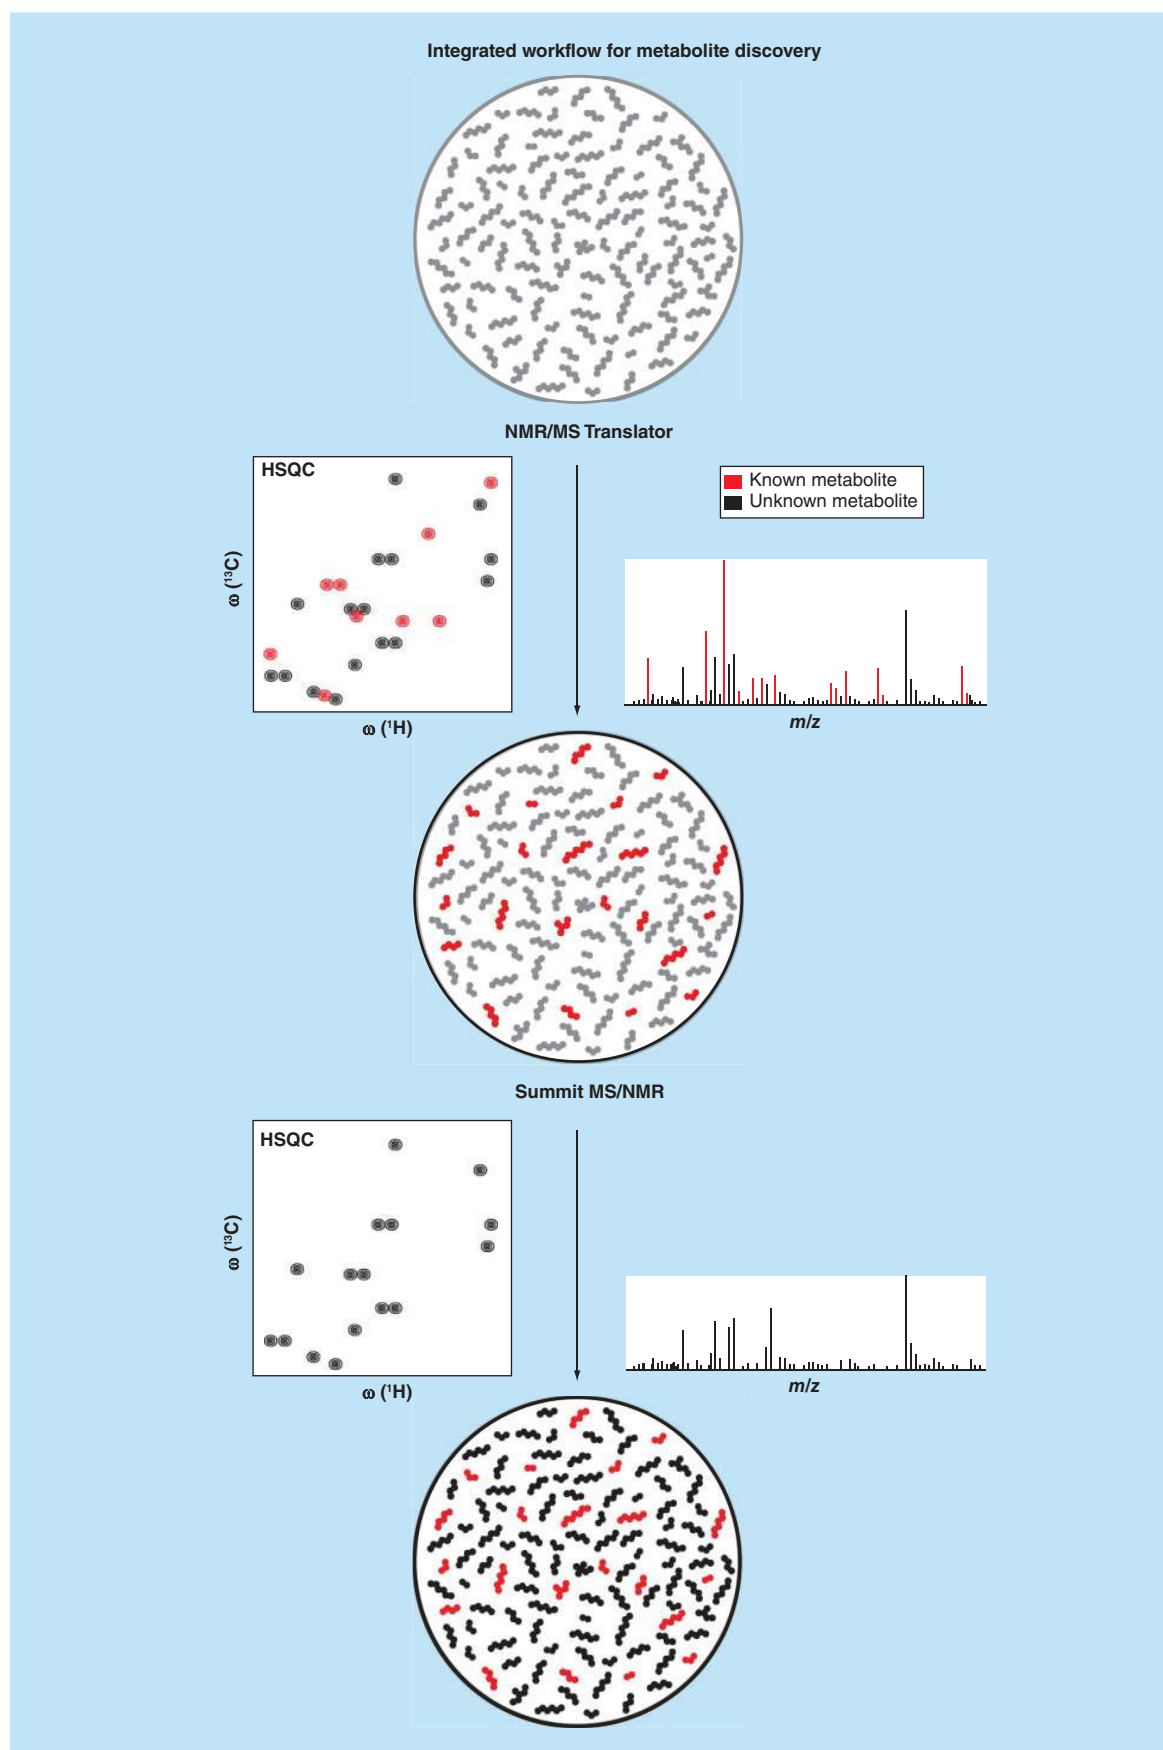 Integrated workflow for metabolite discovery
NMR/MS Translator
HSQC
Known metabolite
Unknown metabolite
ω (¹³C)
ω (¹H)
m/z
Summit MS/NMR
HSQC
ω (¹³C)
ω (¹H)
m/z